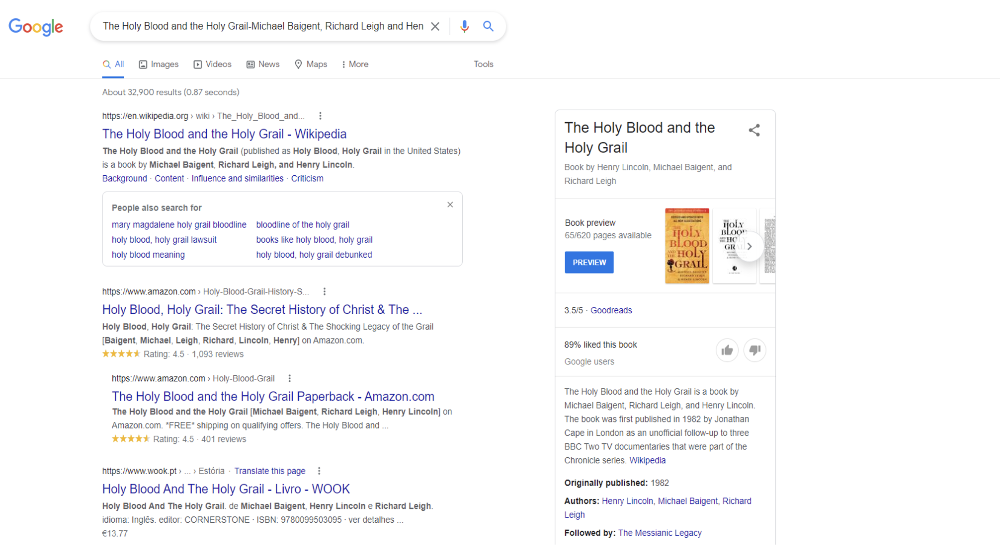 Google
The Holy Blood and the Holy Grail-Michael Baigent, Richard Leigh and Hen
All
Images
Videos
News
Maps
More
Tools
About 32,900 results (0.87 seconds)
https://en.wikipedia.org › wiki › The_Holy_Blood_and...
The Holy Blood and the Holy Grail - Wikipedia
The Holy Blood and the Holy Grail (published as Holy Blood, Holy Grail in the United States)
is a book by Michael Baigent, Richard Leigh, and Henry Lincoln.
Background · Content · Influence and similarities · Criticism
People also search for
mary magdalene holy grail bloodline
bloodline of the holy grail
holy blood, holy grail lawsuit
books like holy blood, holy grail
holy blood meaning
holy blood, holy grail debunked
https://www.amazon.com › Holy-Blood-Grail-History-S...
Holy Blood, Holy Grail: The Secret History of Christ & The ...
Holy Blood, Holy Grail: The Secret History of Christ & The Shocking Legacy of the Grail
[Baigent, Michael, Leigh, Richard, Lincoln, Henry] on Amazon.com.
Rating: 4.5 · 1,093 reviews
https://www.amazon.com › Holy-Blood-Grail
The Holy Blood and the Holy Grail Paperback - Amazon.com
The Holy Blood and the Holy Grail [Michael Baigent, Richard Leigh, Henry Lincoln] on
Amazon.com. *FREE* shipping on qualifying offers. The Holy Blood and ...
Rating: 4.5 · 401 reviews
https://www.wook.pt › ... › Estória · Translate this page
Holy Blood And The Holy Grail - Livro - WOOK
Holy Blood And The Holy Grail. de Michael Baigent, Henry Lincoln e Richard Leigh.
idioma: Inglês. editor: CORNERSTONE · ISBN: 9780099503095 · ver detalhes ...
€13.77
The Holy Blood and the
Holy Grail
Book by Henry Lincoln, Michael Baigent, and
Richard Leigh
Book preview
65/620 pages available
PREVIEW
REVISED AND UPDATED WITH
ALL NEW ILLUSTRATIONS
THE
HOLY
BLOOD
AND THE HOLY
GRAIL
MICHAEL BAIGENT
RICHARD LEIGH
& HENRY LINCOLN
THE
HOLY
BLOOD
AND THE HO
GR
3.5/5 · Goodreads
89% liked this book
Google users
The Holy Blood and the Holy Grail is a book by
Michael Baigent, Richard Leigh, and Henry Lincoln.
The book was first published in 1982 by Jonathan
Cape in London as an unofficial follow-up to three
BBC Two TV documentaries that were part of the
Chronicle series. Wikipedia
Originally published: 1982
Authors: Henry Lincoln, Michael Baigent, Richard
Leigh
Followed by: The Messianic Legacy